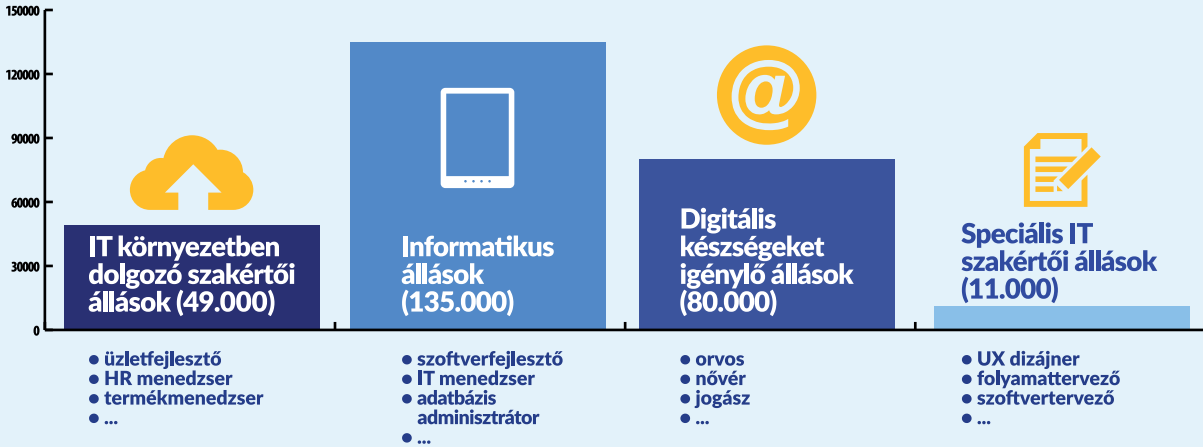 150000
120000
90000
60000
30000
0
IT környezetben
dolgozó szakértői
állások (49.000)
• üzletfejlesztő
• HR menedzser
• termékmenedzser
• ...
Informatikus
állások
(135.000)
• szoftverfejlesztő
• IT menedzser
• adatbázis
adminisztrátor
• ...
@
Digitális
készségeket
igénylő állások
(80.000)
• orvos
• nővér
• jogász
• ...
Speciális IT
szakértői állások
(11.000)
• UX dizájner
• folyamattervező
• szoftvertervező
• ...